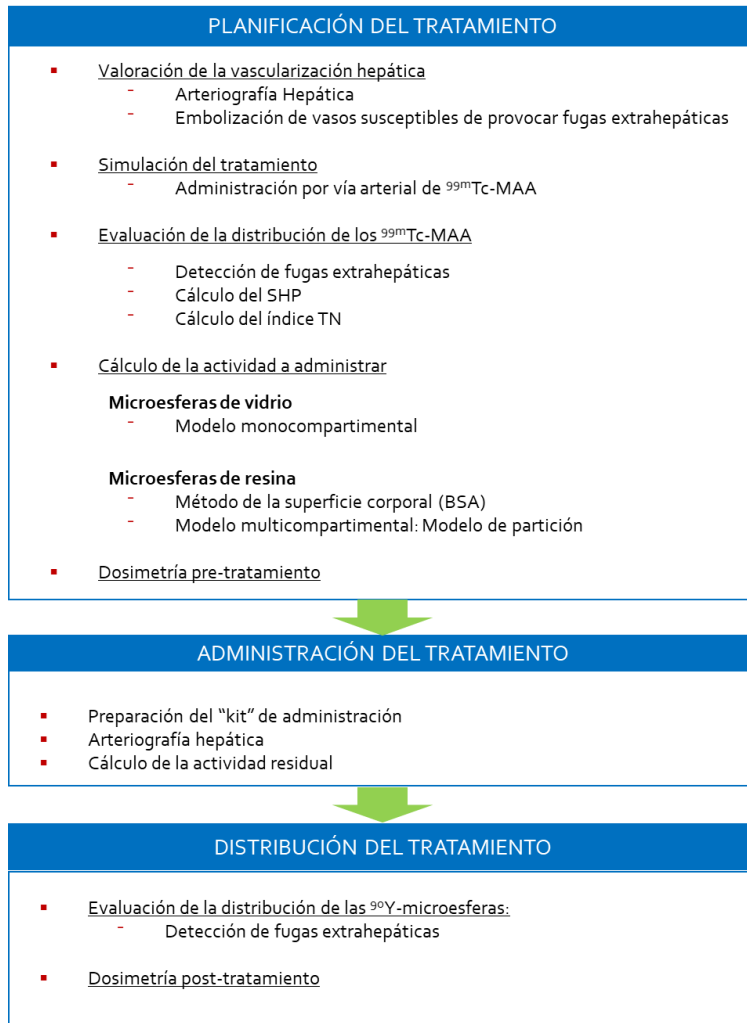 PLANIFICACIÓN DEL TRATAMIENTO
▪ Valoración de la vascularización hepática
- Arteriografía Hepática
- Embolización de vasos susceptibles de provocar fugas extrahepáticas
▪ Simulación del tratamiento
- Administración por vía arterial de ⁹⁹ᵐTc-MAA
▪ Evaluación de la distribución de los ⁹⁹ᵐTc-MAA
- Detección de fugas extrahepáticas
- Cálculo del SHP
- Cálculo del índice TN
▪ Cálculo de la actividad a administrar
Microesferas de vidrio
- Modelo monocompartimental
Microesferas de resina
- Método de la superficie corporal (BSA)
- Modelo multicompartimental: Modelo de partición
▪ Dosimetría pre-tratamiento
ADMINISTRACIÓN DEL TRATAMIENTO
▪ Preparación del “kit” de administración
▪ Arteriografía hepática
▪ Cálculo de la actividad residual
DISTRIBUCIÓN DEL TRATAMIENTO
▪ Evaluación de la distribución de las ⁹⁰Y-microesferas:
- Detección de fugas extrahepáticas
▪ Dosimetría post-tratamiento